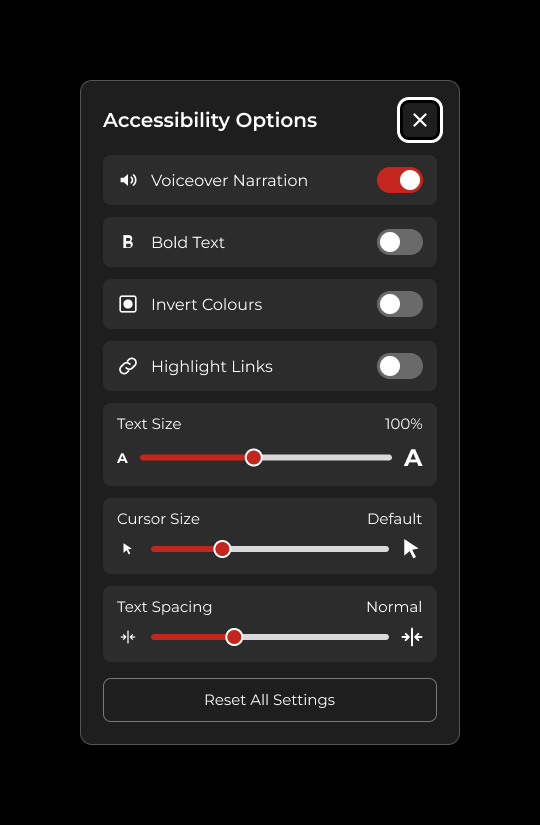 Accessibility Options
Voiceover Narration
B Bold Text
Invert Colours
Highlight Links
Text Size 100%
A A
Cursor Size Default
Text Spacing Normal
Reset All Settings